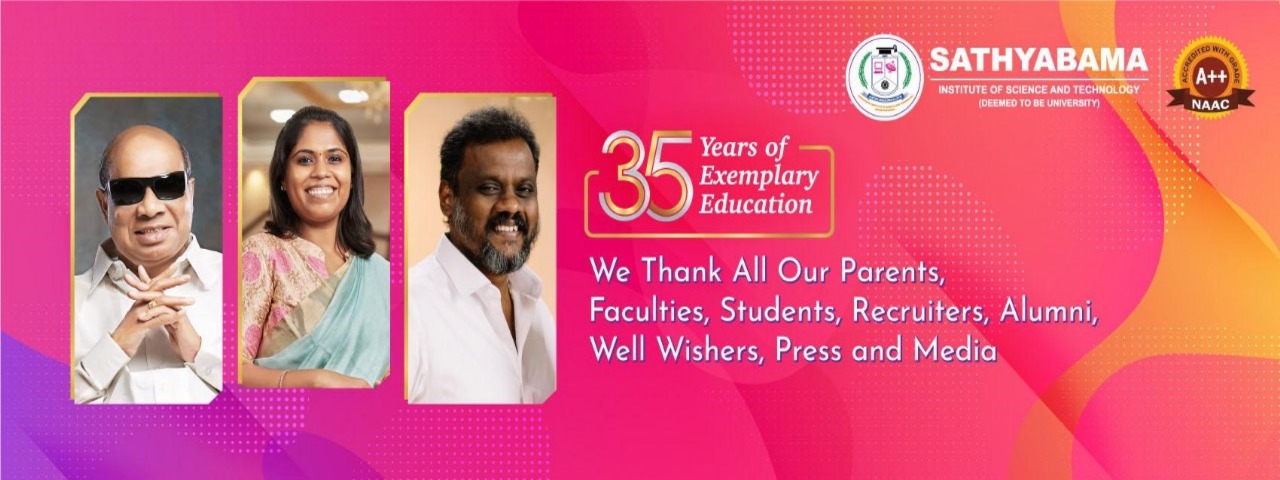 SATHYABAMA
INSTITUTE OF SCIENCE AND TECHNOLOGY
(DEEMED TO BE UNIVERSITY)
ACCREDITED WITH GRADE
A++
NAAC
35
Years of
Exemplary
Education
We Thank All Our Parents,
Faculties, Students, Recruiters, Alumni,
Well Wishers, Press and Media